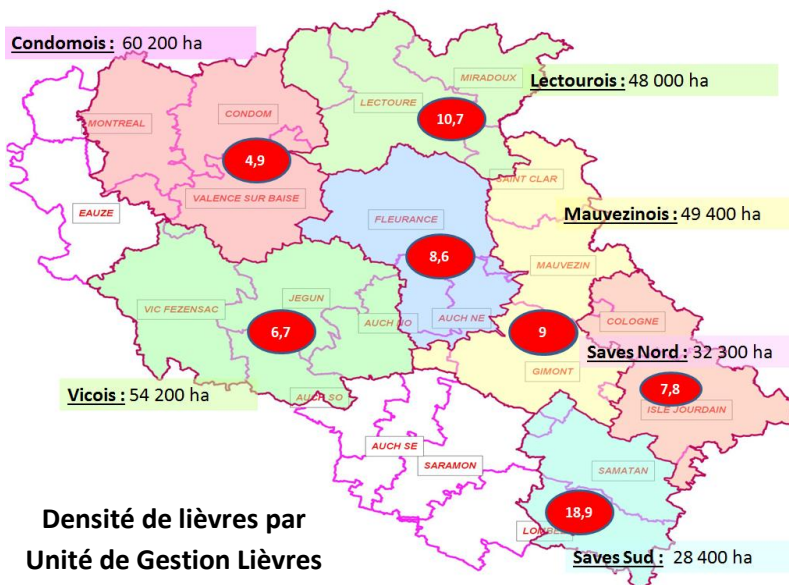 Condomois : 60 200 ha
MIRADOUX
Lectourois : 48 000 ha
LECTOURE
MONTREAL
CONDOM
10,7
4,9
SAINT CLAR
VALENCE SUR BAISE
EAUZE
FLEURANCE
Mauvezinois : 49 400 ha
8,6
MAUVEZIN
VIC FEZENSAC
JEGUN
AUCH NO
AUCH NE
COLOGNE
6,7
9
Saves Nord : 32 300 ha
GIMONT
7,8
Vicois : 54 200 ha
AUCH SO
ISLE JOURDAIN
AUCH SE
SARAMON
SAMATAN
Densité de lièvres par
18,9
Unité de Gestion Lièvres
Saves Sud : 28 400 ha